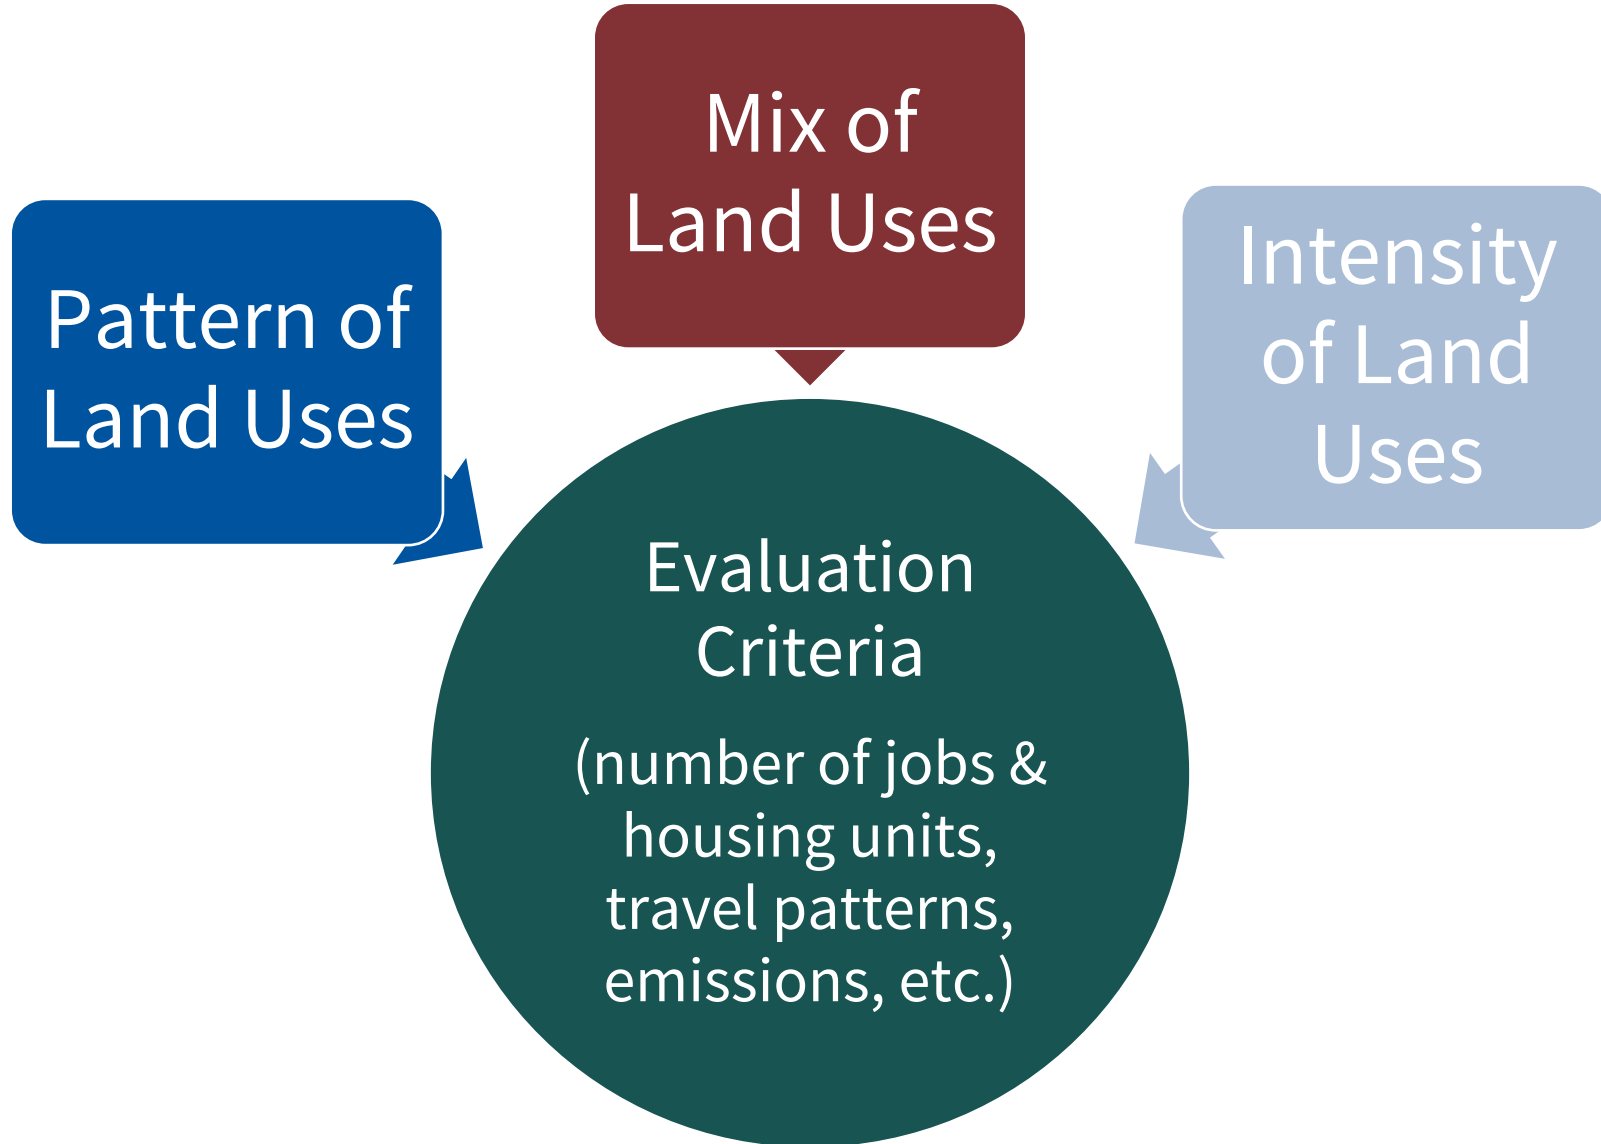 Mix of
Land Uses
Pattern of
Land Uses
Intensity
of Land
Uses
Evaluation
Criteria
(number of jobs &
housing units,
travel patterns,
emissions, etc.)